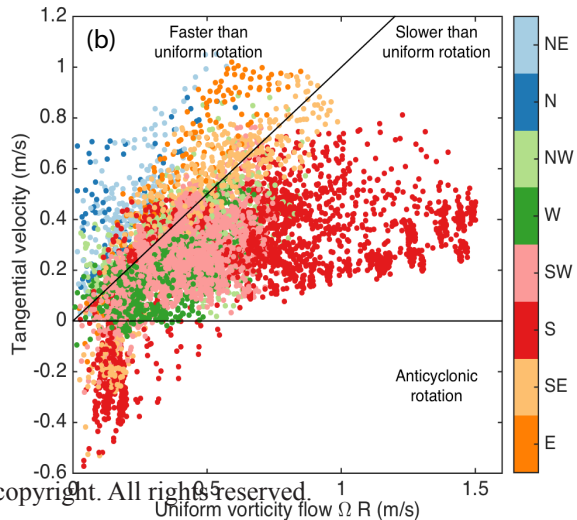 (b)
Faster than
uniform rotation
Slower than
uniform rotation
Anticyclonic
rotation
Tangential velocity (m/s)
1.2
1
0.8
0.6
0.4
0.2
0
-0.2
-0.4
-0.6
0.5
1
1.5
Uniform vorticity flow Ω R (m/s)
NE
N
NW
W
SW
S
SE
E
copyright. All rights reserved.